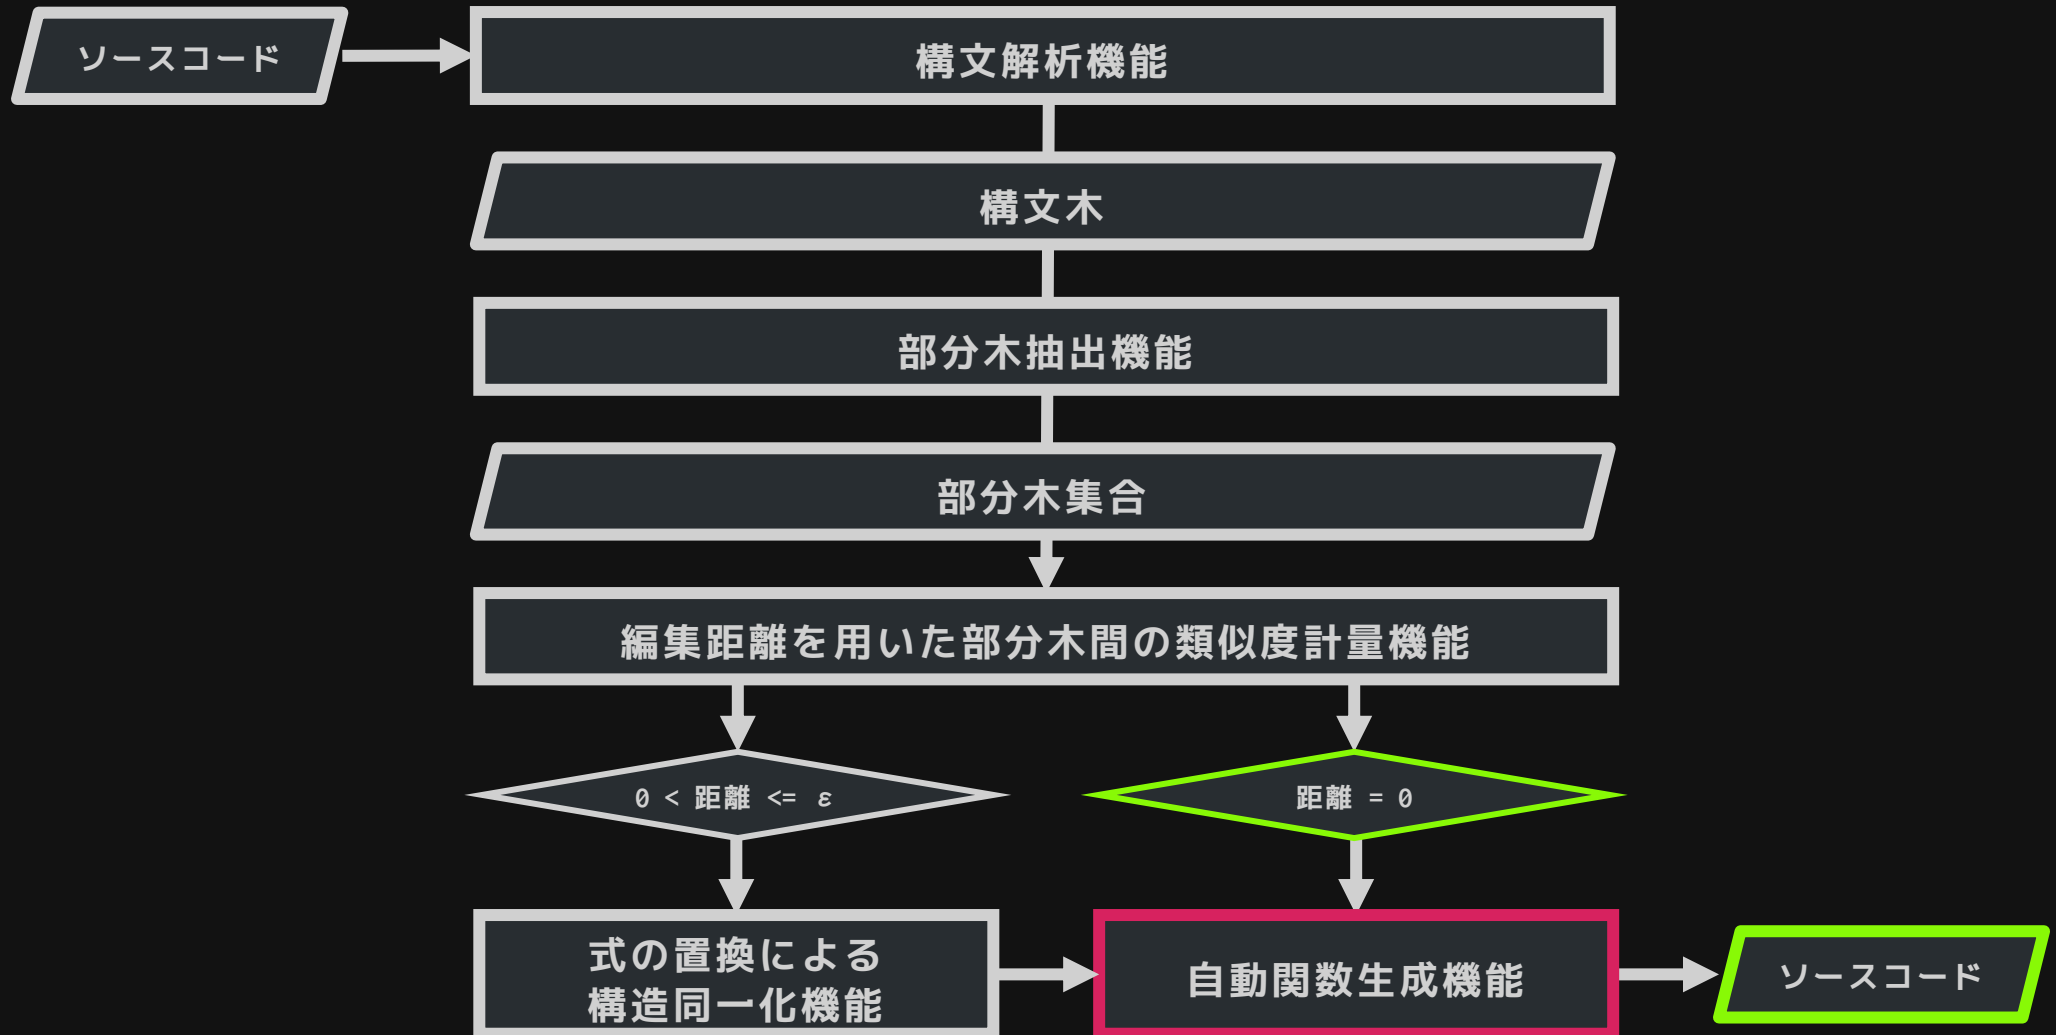 ソースコード
構文解析機能
構文木
部分木抽出機能
部分木集合
編集距離を用いた部分木間の類似度計量機能
0 < 距離 <= ε
距離 = 0
式の置換による
構造同一化機能
自動関数生成機能
ソースコード